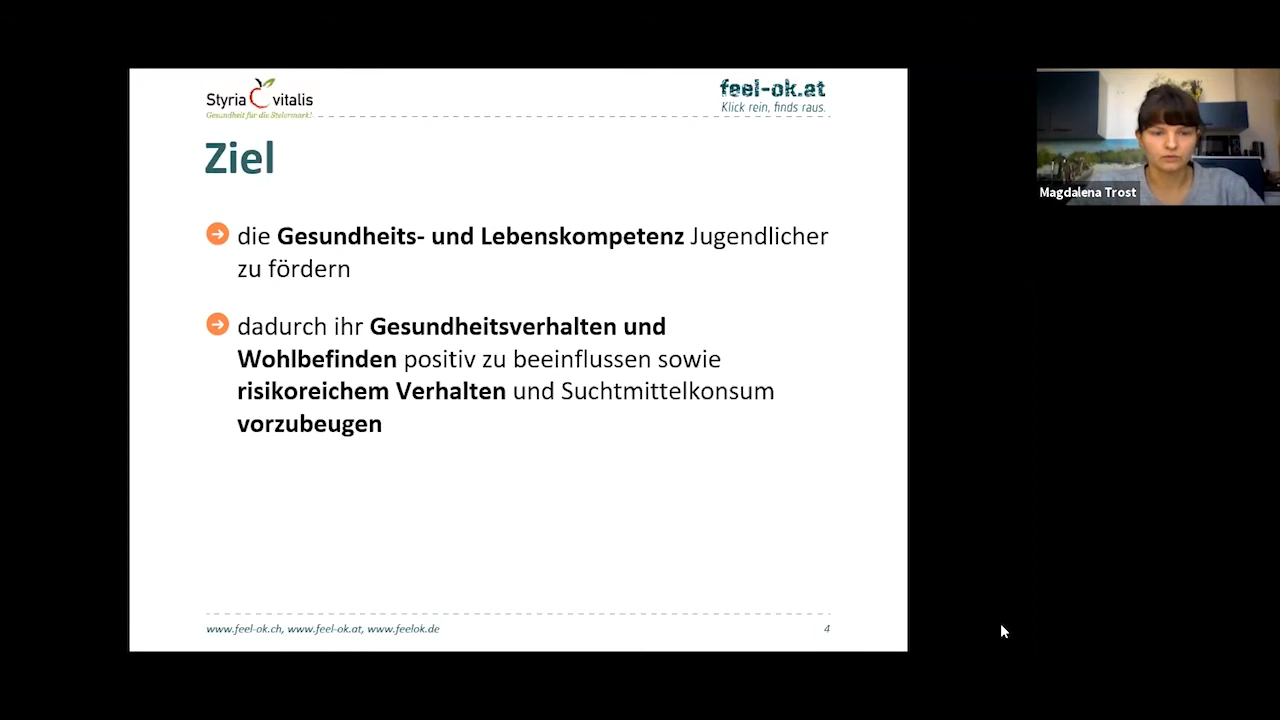 Styria vitalis
Gesundheit für die Steiermark!
feel-ok.at
Klick rein, finds raus.
Ziel
die Gesundheits- und Lebenskompetenz Jugendlicher
zu fördern
dadurch ihr Gesundheitsverhalten und
Wohlbefinden positiv zu beeinflussen sowie
risikoreichem Verhalten und Suchtmittelkonsum
vorzubeugen
www.feel-ok.ch, www.feel-ok.at, www.feelok.de
4
Magdalena Trost